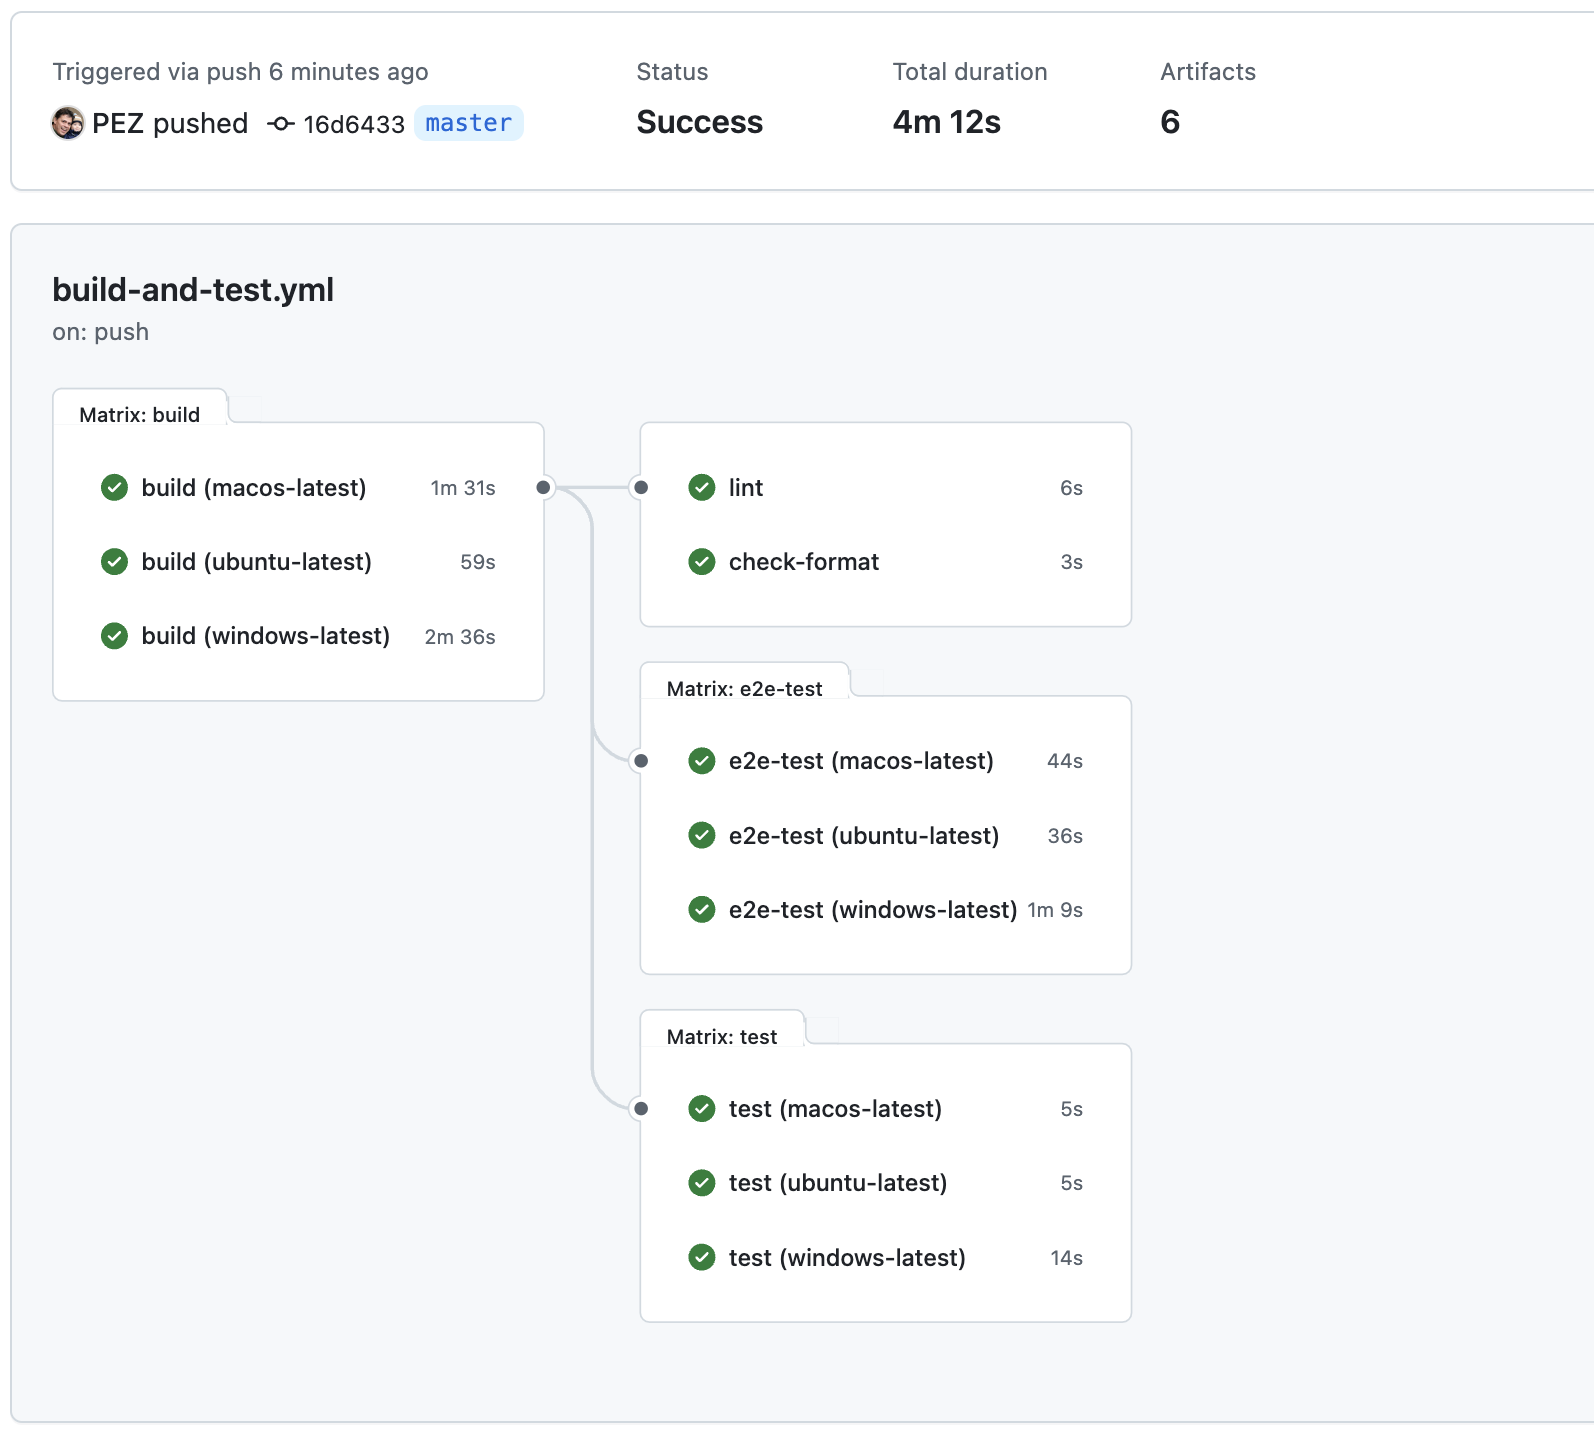 Triggered via push 6 minutes ago
PEZ pushed 16d6433 master
Status
Success
Total duration
4m 12s
Artifacts
6
build-and-test.yml
on: push
Matrix: build
build (macos-latest) 1m 31s
build (ubuntu-latest) 59s
build (windows-latest) 2m 36s
lint 6s
check-format 3s
Matrix: e2e-test
e2e-test (macos-latest) 44s
e2e-test (ubuntu-latest) 36s
e2e-test (windows-latest) 1m 9s
Matrix: test
test (macos-latest) 5s
test (ubuntu-latest) 5s
test (windows-latest) 14s